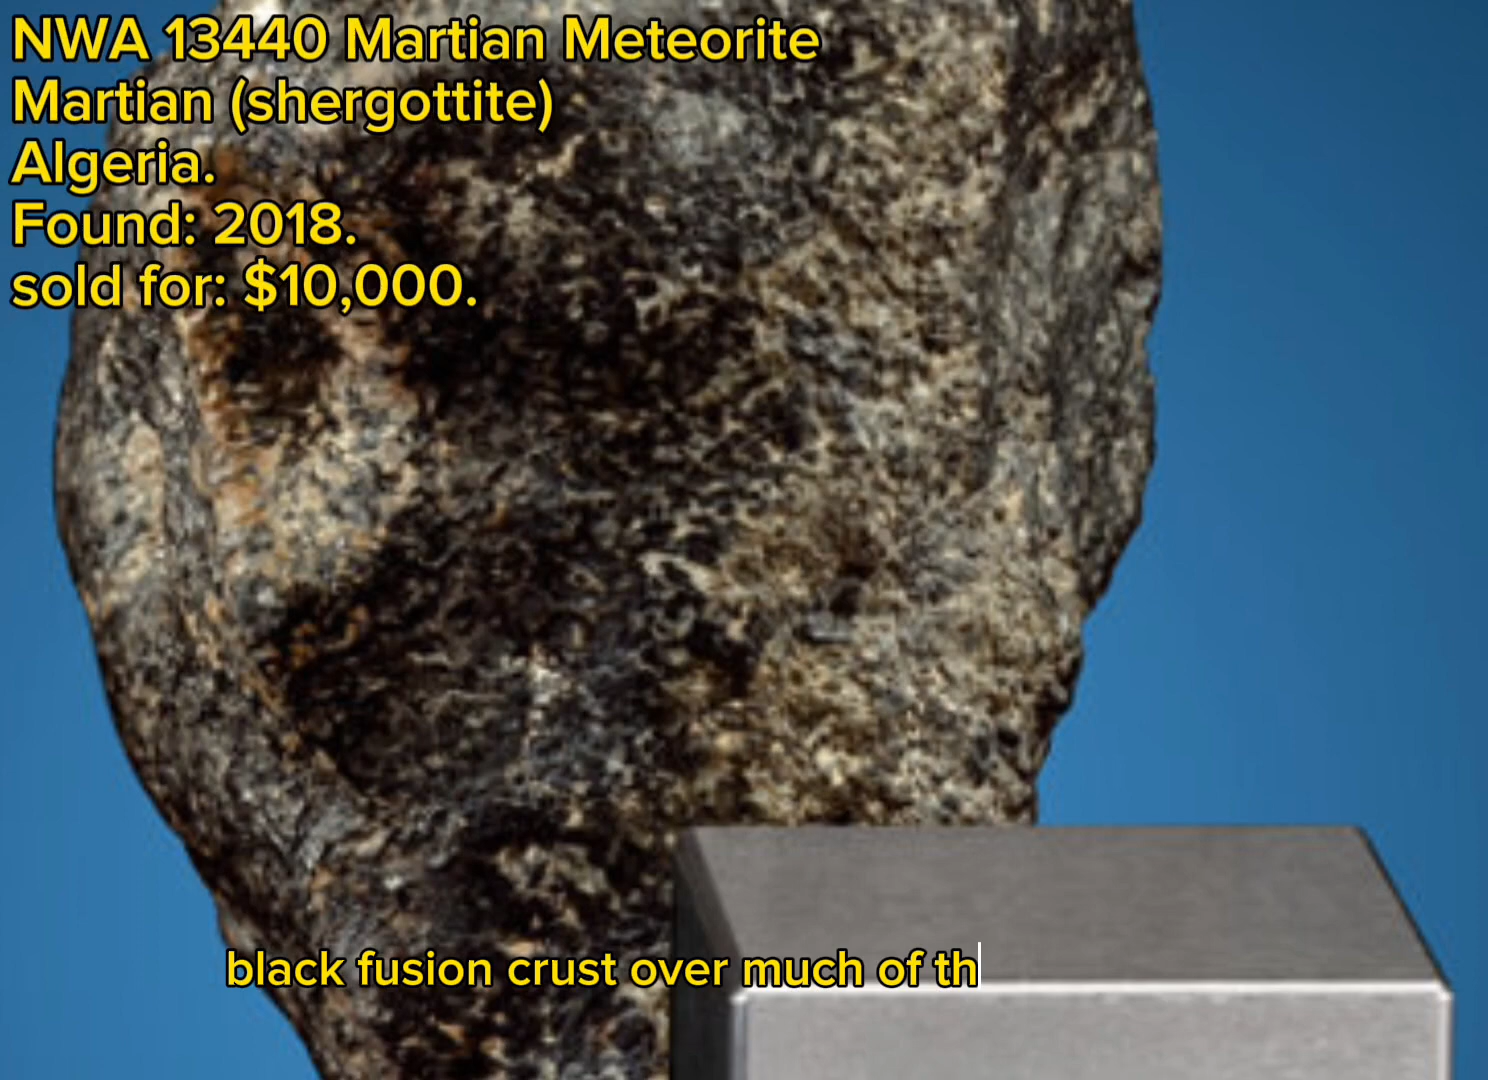 NWA 13440 Martian Meteorite
Martian (shergottite)
Algeria.
Found: 2018.
sold for: $10,000.
black fusion crust over much of th